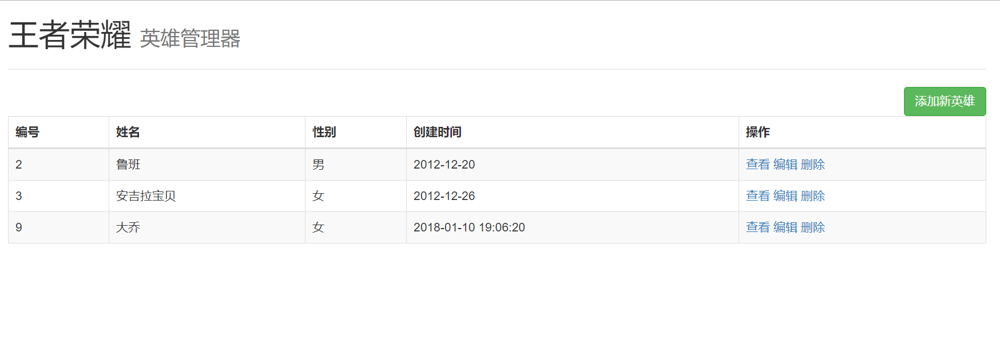 王者荣耀 英雄管理器
添加新英雄
编号 姓名 性别 创建时间 操作
2 鲁班 男 2012-12-20 查看 编辑 删除
3 安吉拉宝贝 女 2012-12-26 查看 编辑 删除
9 大乔 女 2018-01-10 19:06:20 查看 编辑 删除